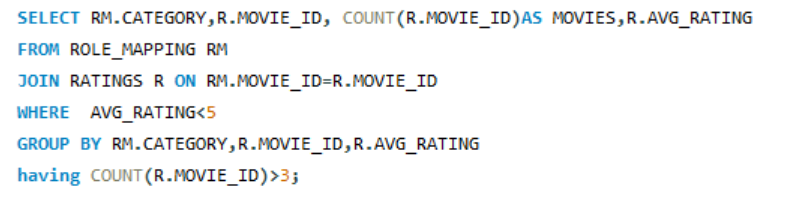 SELECT RM.CATEGORY,R.MOVIE_ID, COUNT(R.MOVIE_ID)AS MOVIES,R.AVG_RATING
FROM ROLE_MAPPING RM
JOIN RATINGS R ON RM.MOVIE_ID=R.MOVIE_ID
WHERE  AVG_RATING<5
GROUP BY RM.CATEGORY,R.MOVIE_ID,R.AVG_RATING
having COUNT(R.MOVIE_ID)>3;